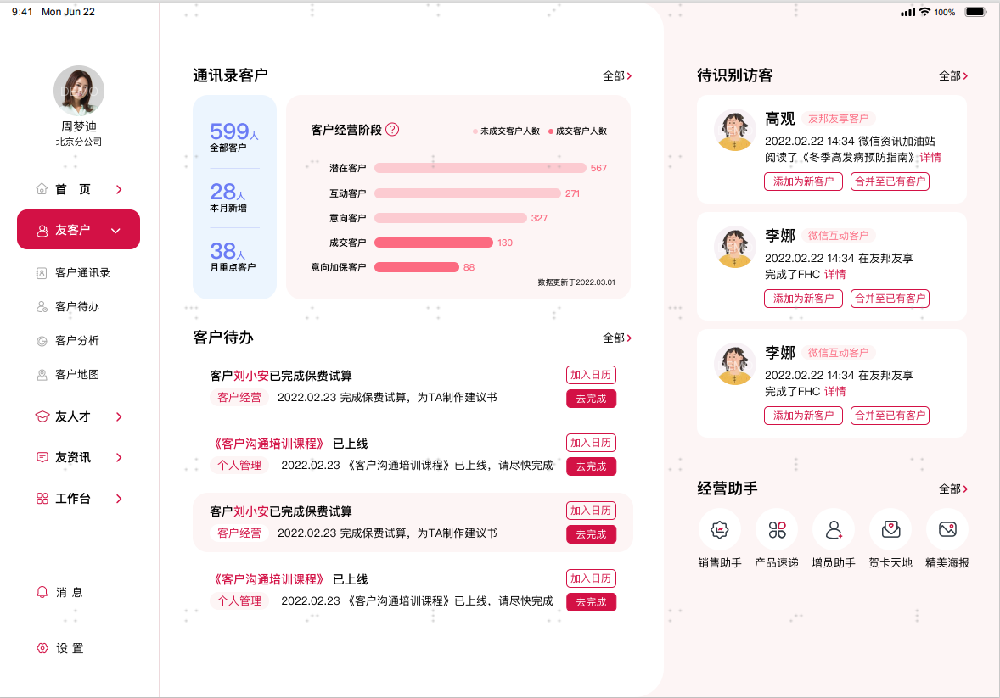 9:41 Mon Jun 22
100%
DEMO
周梦迪
北京分公司
首 页
友客户
客户通讯录
客户待办
客户分析
客户地图
友人才
友资讯
工作台
消 息
设 置
通讯录客户
全部
599人
全部客户
28人
本月新增
38人
月重点客户
客户经营阶段?
未成交客户人数 成交客户人数
潜在客户 567
互动客户 271
意向客户 327
成交客户 130
意向加保客户 88
数据更新于2022.03.01
客户待办
全部
客户刘小安已完成保费试算
加入日历
客户经营 2022.02.23 完成保费试算，为TA制作建议书
去完成
《客户沟通培训课程》 已上线
加入日历
个人管理 2022.02.23 《客户沟通培训课程》已上线，请尽快完成
去完成
客户刘小安已完成保费试算
加入日历
客户经营 2022.02.23 完成保费试算，为TA制作建议书
去完成
《客户沟通培训课程》 已上线
加入日历
个人管理 2022.02.23 《客户沟通培训课程》已上线，请尽快完成
去完成
待识别访客
全部
高观 友邦友享客户
2022.02.22 14:34 微信资讯加油站
阅读了《冬季高发病预防指南》详情
添加为新客户 合并至已有客户
李娜 微信互动客户
2022.02.22 14:34 在友邦友享
完成了FHC 详情
添加为新客户 合并至已有客户
李娜 微信互动客户
2022.02.22 14:34 在友邦友享
完成了FHC 详情
添加为新客户 合并至已有客户
经营助手
全部
销售助手 产品速递 增员助手 贺卡天地 精美海报